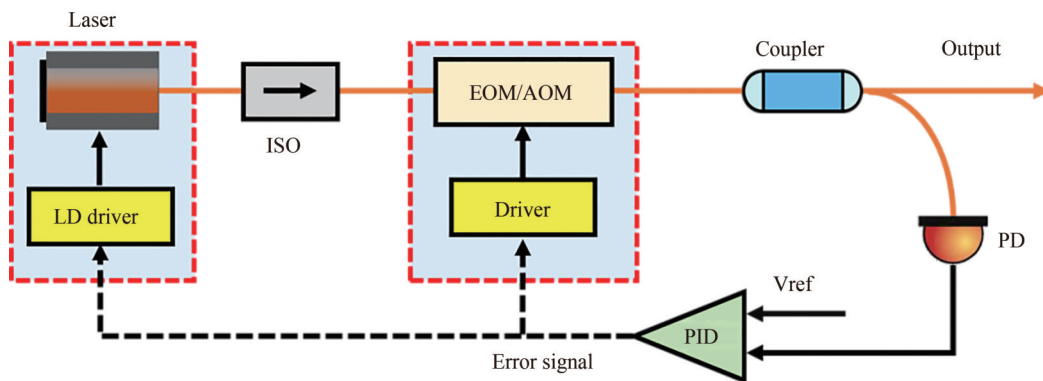 Laser
Coupler
Output
EOM/AOM
ISO
LD driver
Driver
PD
Vref
PID
Error signal